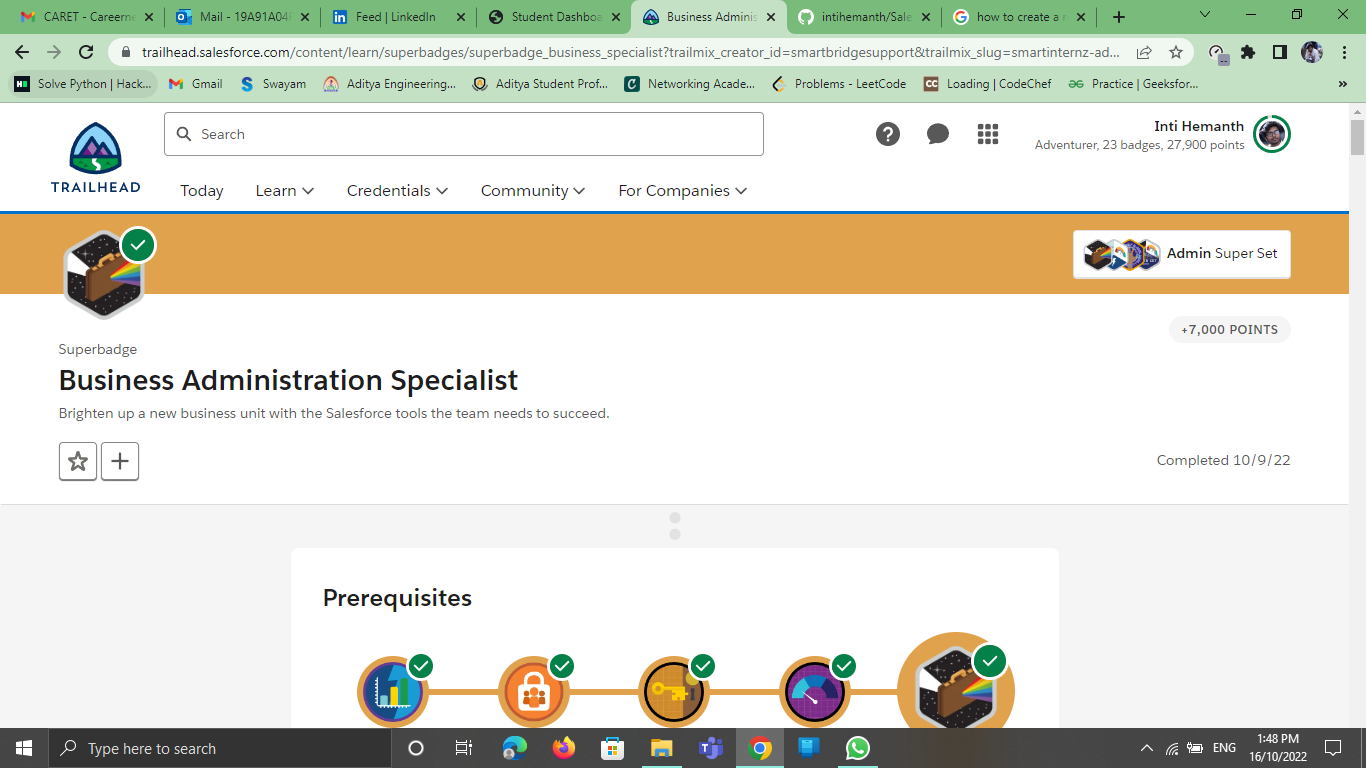 CARET - Careerne
Mail - 19A91A04
Feed | LinkedIn
Student Dashboa
Business Adminis
intihemanth/Sale
how to create a
trailhead.salesforce.com/content/learn/superbadges/superbadge_business_specialist?trailmix_creator_id=smartbridgesupport&trailmix_slug=smartinternz-ad...
Solve Python | Hack...
Gmail
Swayam
Aditya Engineering...
Aditya Student Prof...
Networking Acade...
Problems - LeetCode
Loading | CodeChef
Practice | Geeksfor...
»
TRAILHEAD
Search
Inti Hemanth
Adventurer, 23 badges, 27,900 points
Today
Learn
Credentials
Community
For Companies
Admin Super Set
+7,000 POINTS
Superbadge
Business Administration Specialist
Brighten up a new business unit with the Salesforce tools the team needs to succeed.
Completed 10/9/22
Prerequisites
Type here to search
ENG
1:48 PM
16/10/2022